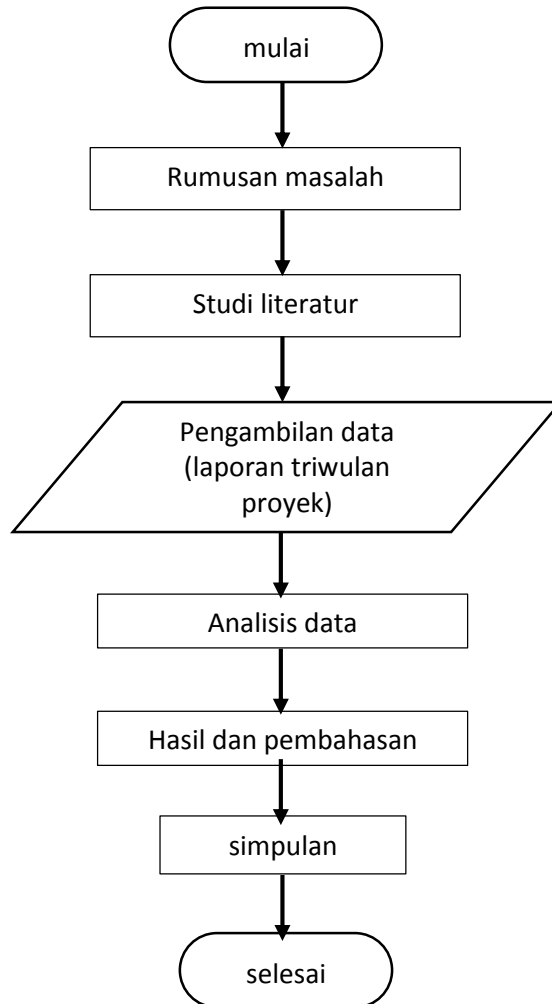 mulai
Rumusan masalah
Studi literatur
Pengambilan data
(laporan triwulan
proyek)
Analisis data
Hasil dan pembahasan
simpulan
selesai